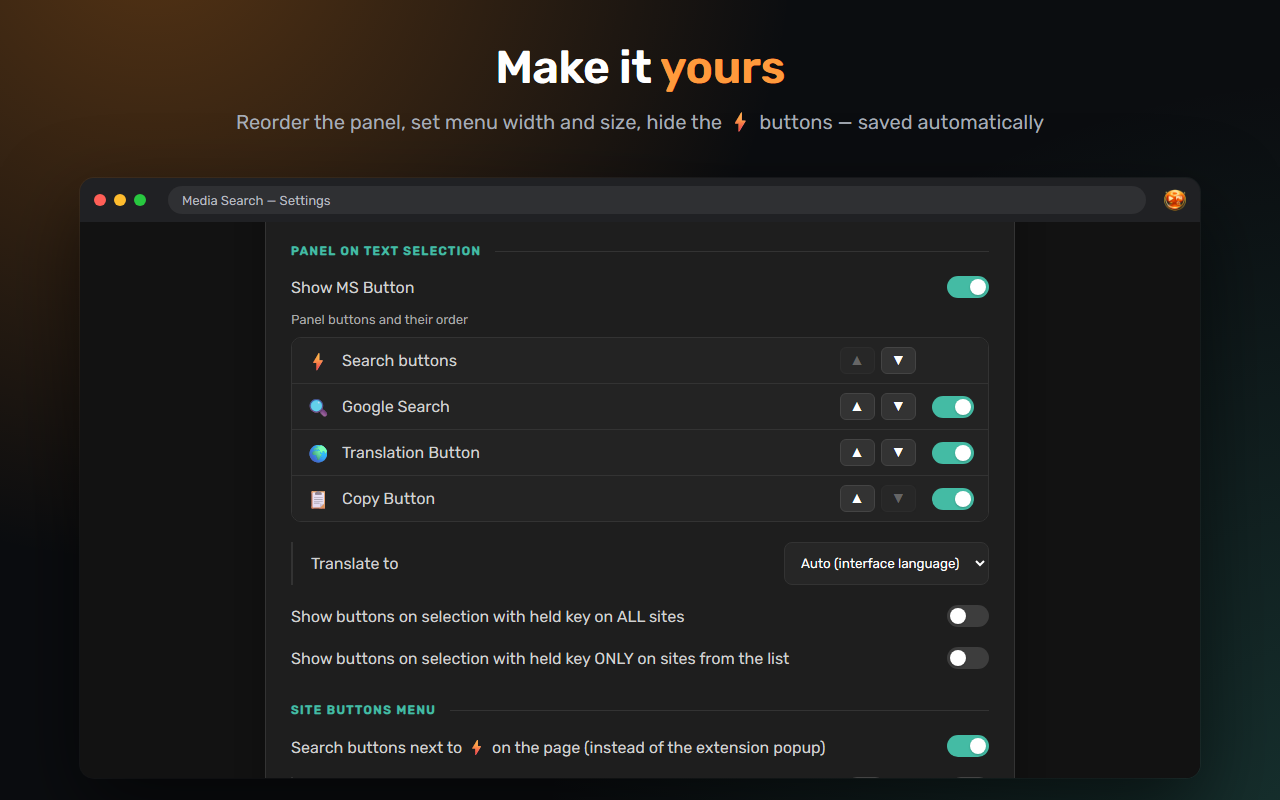 Make it yours
Reorder the panel, set menu width and size, hide the ⚡ buttons — saved automatically
Media Search — Settings
PANEL ON TEXT SELECTION
Show MS Button
Panel buttons and their order
⚡ Search buttons ▲ ▼
🔍 Google Search ▲ ▼
🌍 Translation Button ▲ ▼
📋 Copy Button ▲ ▼
Translate to Auto (interface language)
Show buttons on selection with held key on ALL sites
Show buttons on selection with held key ONLY on sites from the list
SITE BUTTONS MENU
Search buttons next to ⚡ on the page (instead of the extension popup)